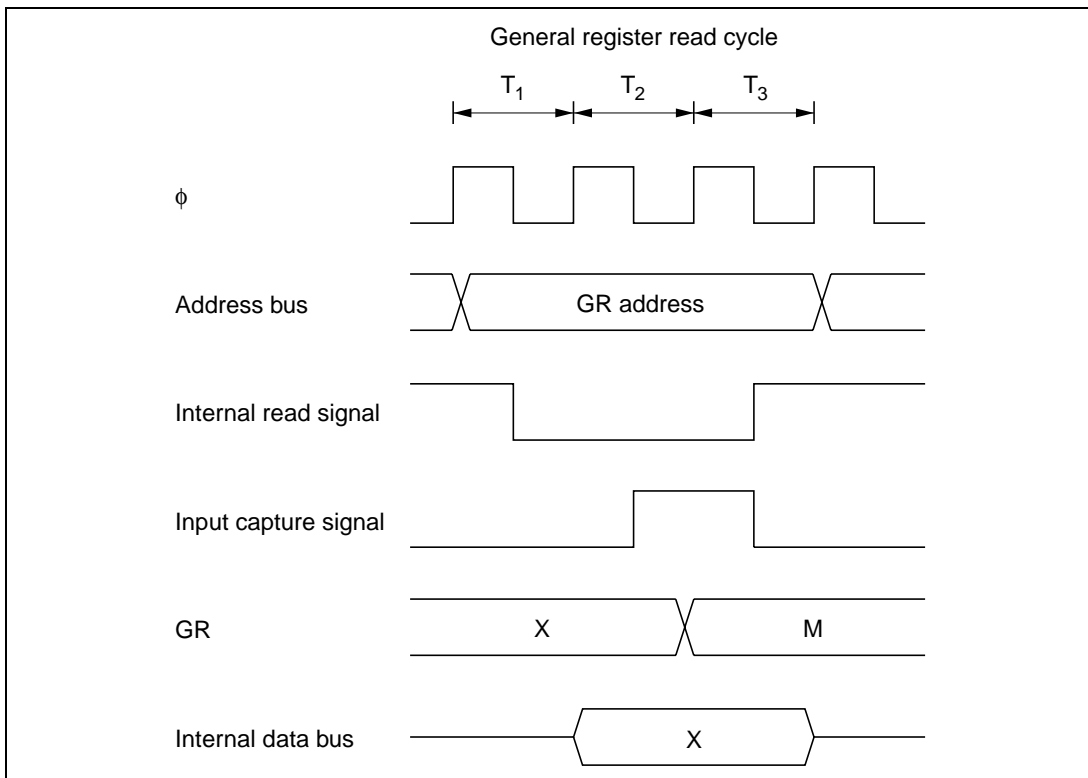 General register read cycle
T1 T2 T3
φ
Address bus GR address
Internal read signal
Input capture signal
GR X M
Internal data bus X